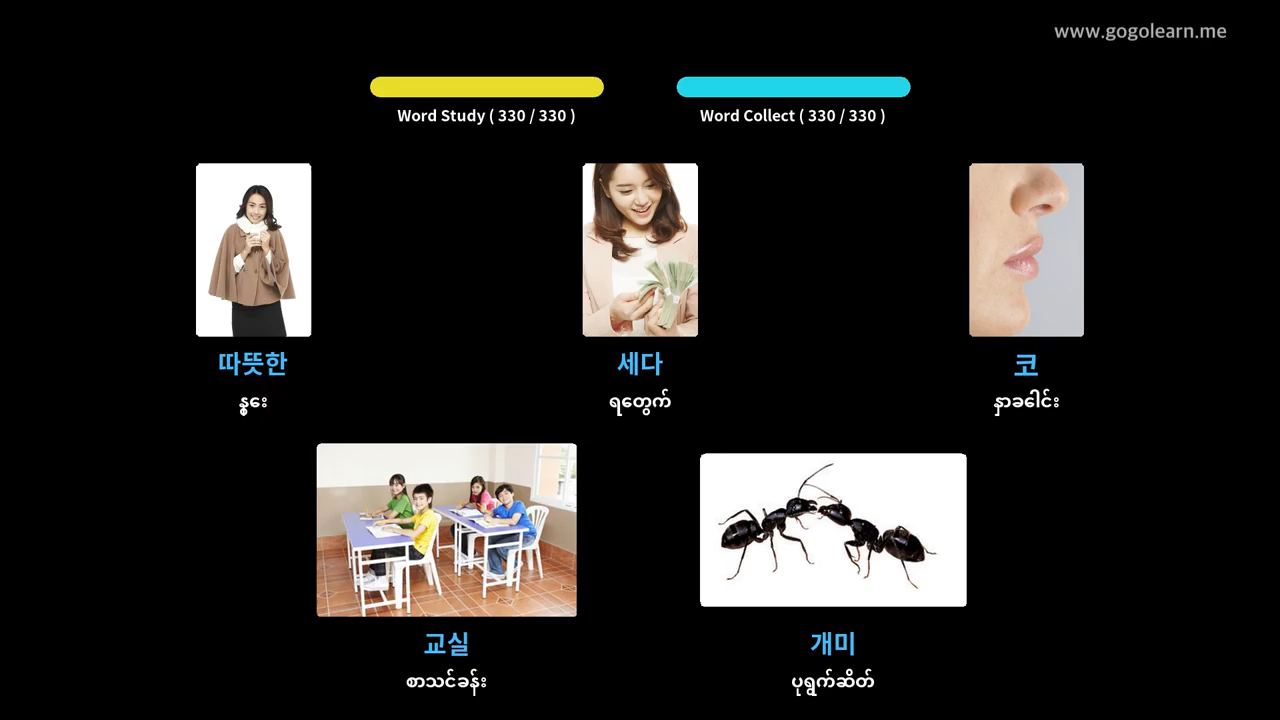 www.gogolearn.me
Word Study ( 330 / 330 )
Word Collect ( 330 / 330 )
따뜻한
နွှေး
세다
ရေတွက်
코
နှာခေါင်း
교실
စာသင်ခန်း
개미
ပုရွက်ဆိတ်